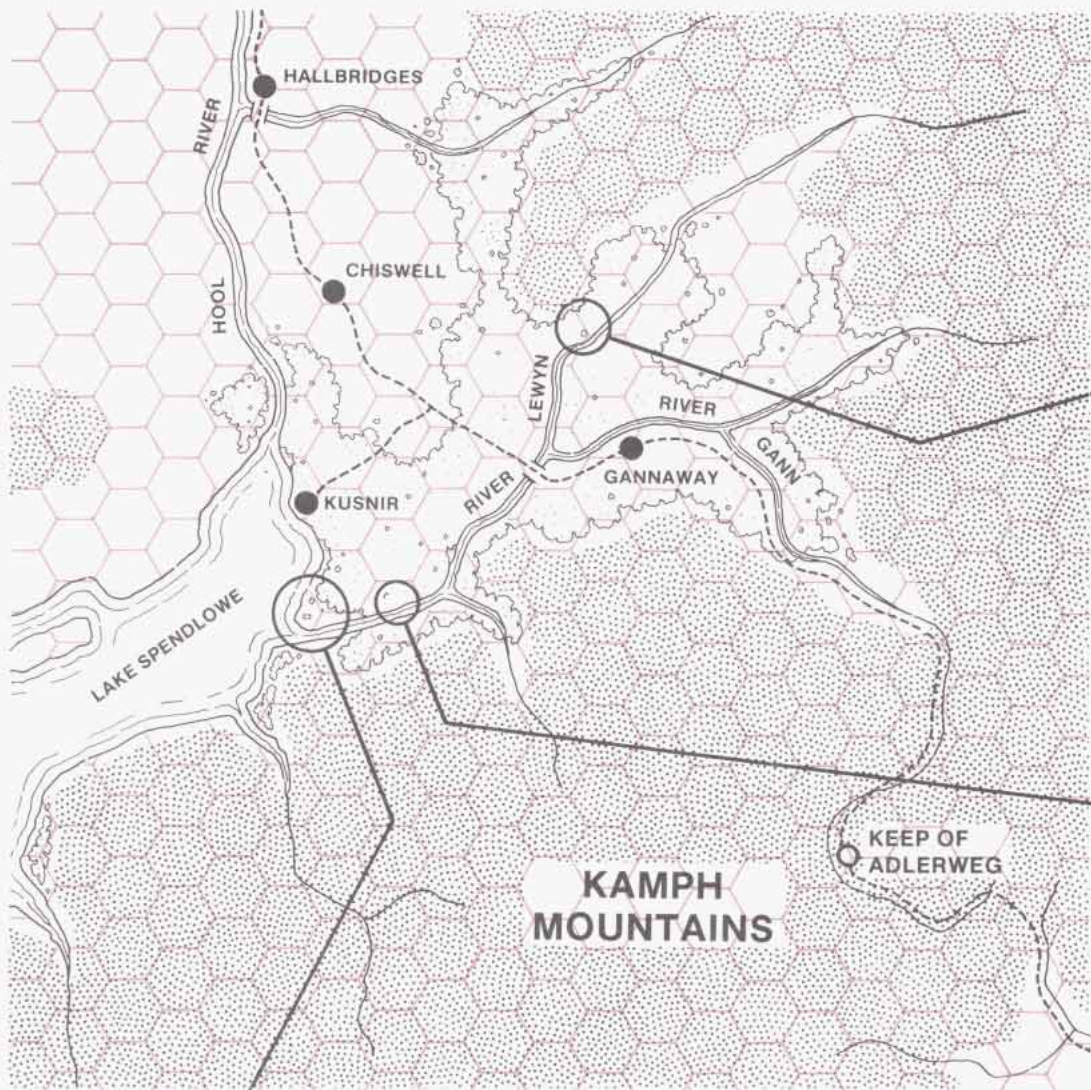 HALLBRIDGES
RIVER
CHISWELL
HOOL
LEWYN
RIVER
GANN
GANNAWAY
RIVER
KUSNIR
LAKE SPENDLOWE
KEEP OF
ADLERWEG
KAMPH
MOUNTAINS